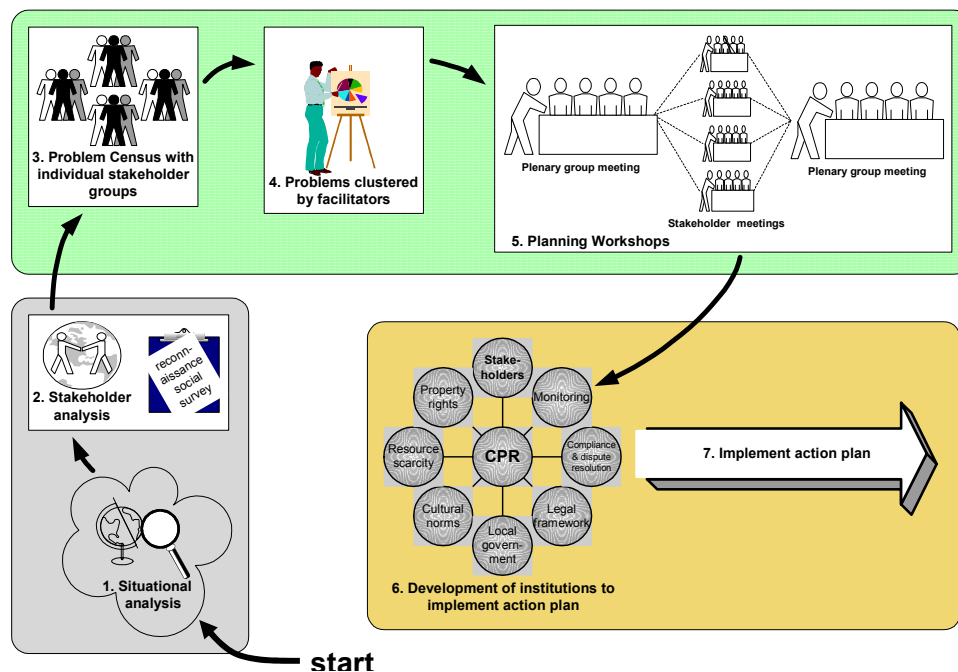 3. Problem Census with
individual stakeholder
groups
4. Problems clustered
by facilitators
Plenary group meeting
Stakeholder meetings
Plenary group meeting
5. Planning Workshops
2. Stakeholder
analysis
reconn-
aissance
social
survey
1. Situational
analysis
start
Stake-
holders
Property
rights
Monitoring
Resource
scarcity
CPR
Compliance
& dispute
resolution
Cultural
norms
Legal
framework
Local
govern-
ment
6. Development of institutions to
implement action plan
7. Implement action plan